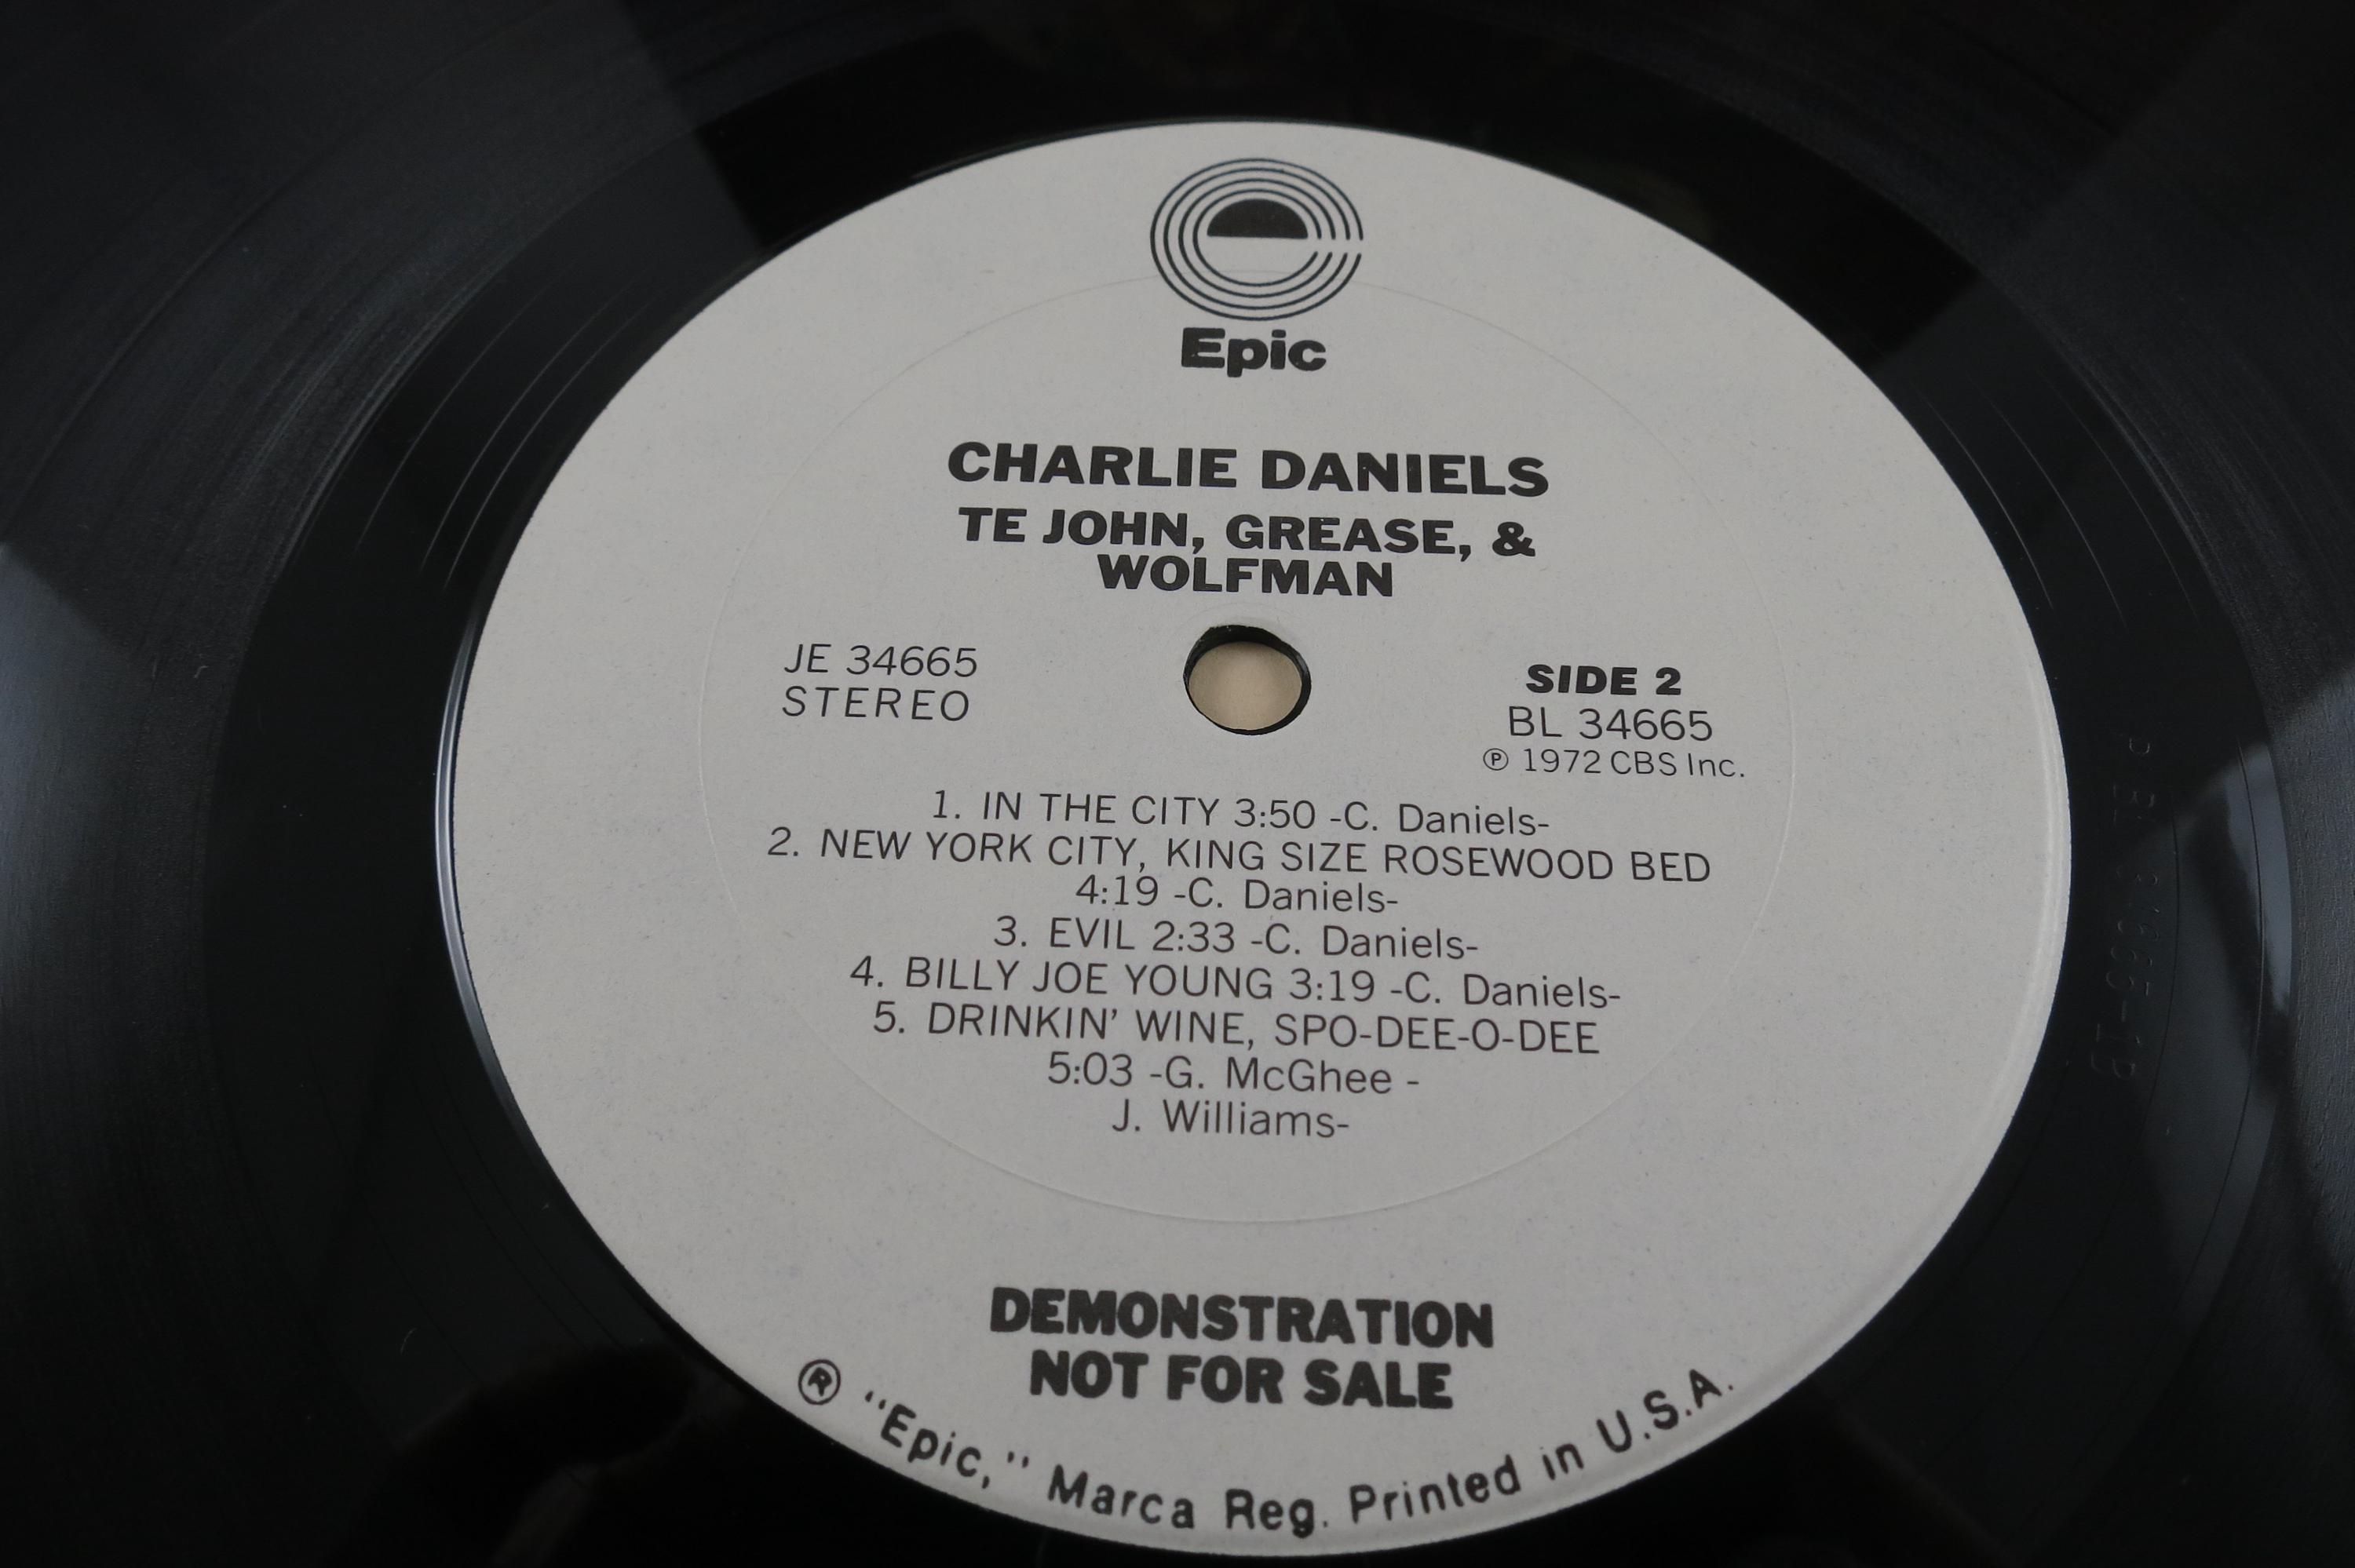 Epic
CHARLIE DANIELS
TE JOHN, GREASE, &
WOLFMAN
JE 34665
STEREO
SIDE 2
BL 34665
℗ 1972 CBS Inc.
1. IN THE CITY 3:50 -C. Daniels-
2. NEW YORK CITY, KING SIZE ROSEWOOD BED
4:19 -C. Daniels-
3. EVIL 2:33 -C. Daniels-
4. BILLY JOE YOUNG 3:19 -C. Daniels-
5. DRINKIN' WINE, SPO-DEE-O-DEE
5:03 -G. McGhee -
J. Williams-
DEMONSTRATION
NOT FOR SALE
® "Epic," Marca Reg. Printed in U.S.A.